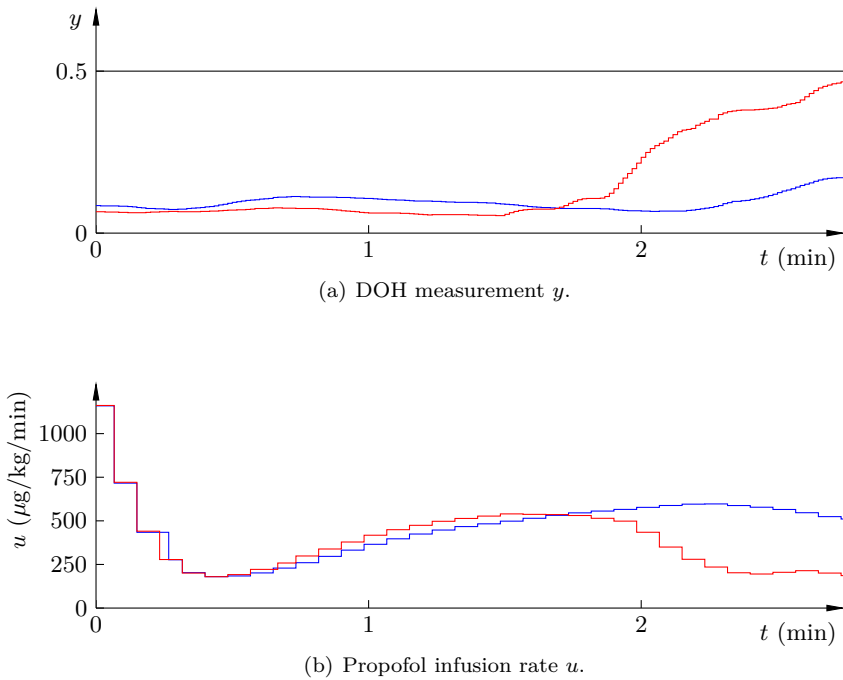 y
0.5
0
0 1 2
t (min)
(a) DOH measurement y.
u (µg/kg/min)
1000
750
500
250
0
0 1 2
t (min)
(b) Propofol infusion rate u.